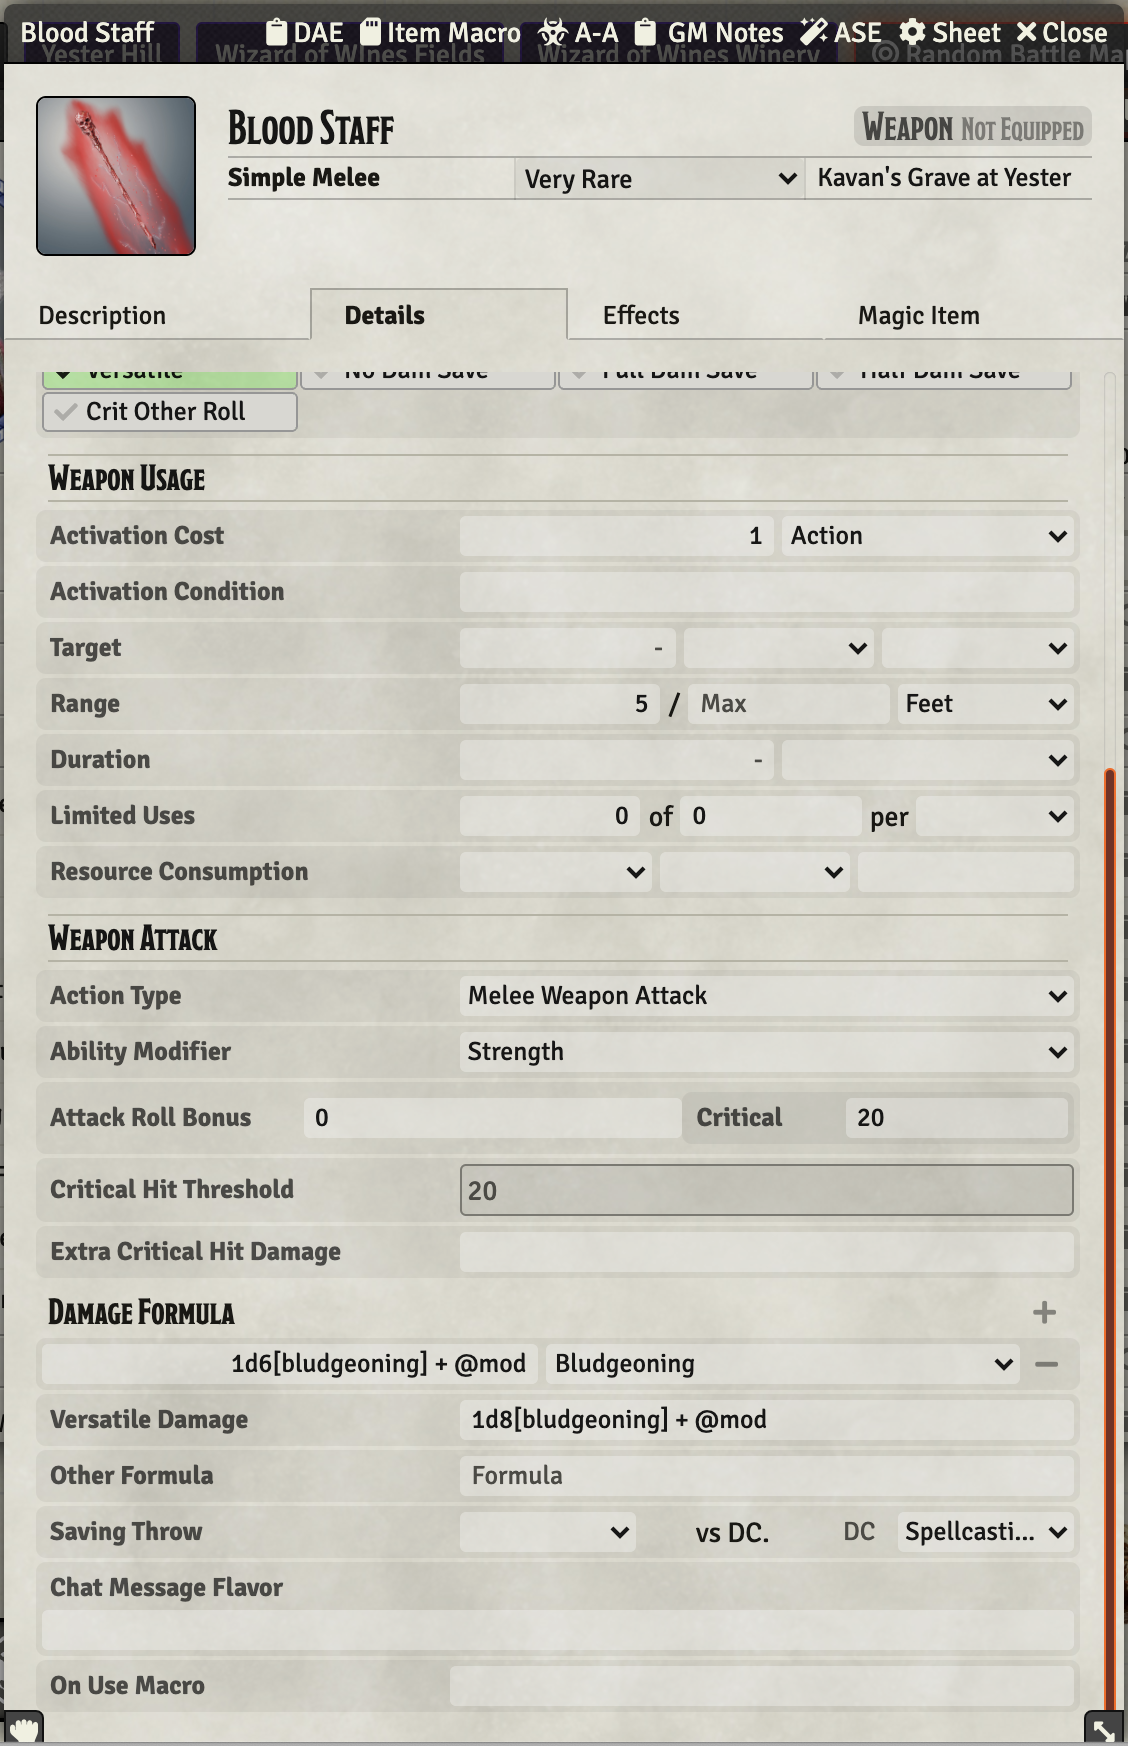 Blood Staff DAE Item Macro A-A GM Notes ASE Sheet Close
Yester Hill Wizard of Wines Fields Wizard of Wines Winery Random Battle Ma
Blood Staff
Weapon Not Equipped
Simple Melee Very Rare Kavan's Grave at Yester
Description Details Effects Magic Item
Versatile No Dam Save Full Dam Save Half Dam Save
Crit Other Roll
Weapon Usage
Activation Cost 1 Action
Activation Condition
Target -
Range 5 / Max Feet
Duration -
Limited Uses 0 of 0 per
Resource Consumption
Weapon Attack
Action Type Melee Weapon Attack
Ability Modifier Strength
Attack Roll Bonus 0 Critical 20
Critical Hit Threshold 20
Extra Critical Hit Damage
Damage Formula
1d6[bludgeoning] + @mod Bludgeoning
Versatile Damage 1d8[bludgeoning] + @mod
Other Formula Formula
Saving Throw vs DC. DC Spellcasti...
Chat Message Flavor
On Use Macro